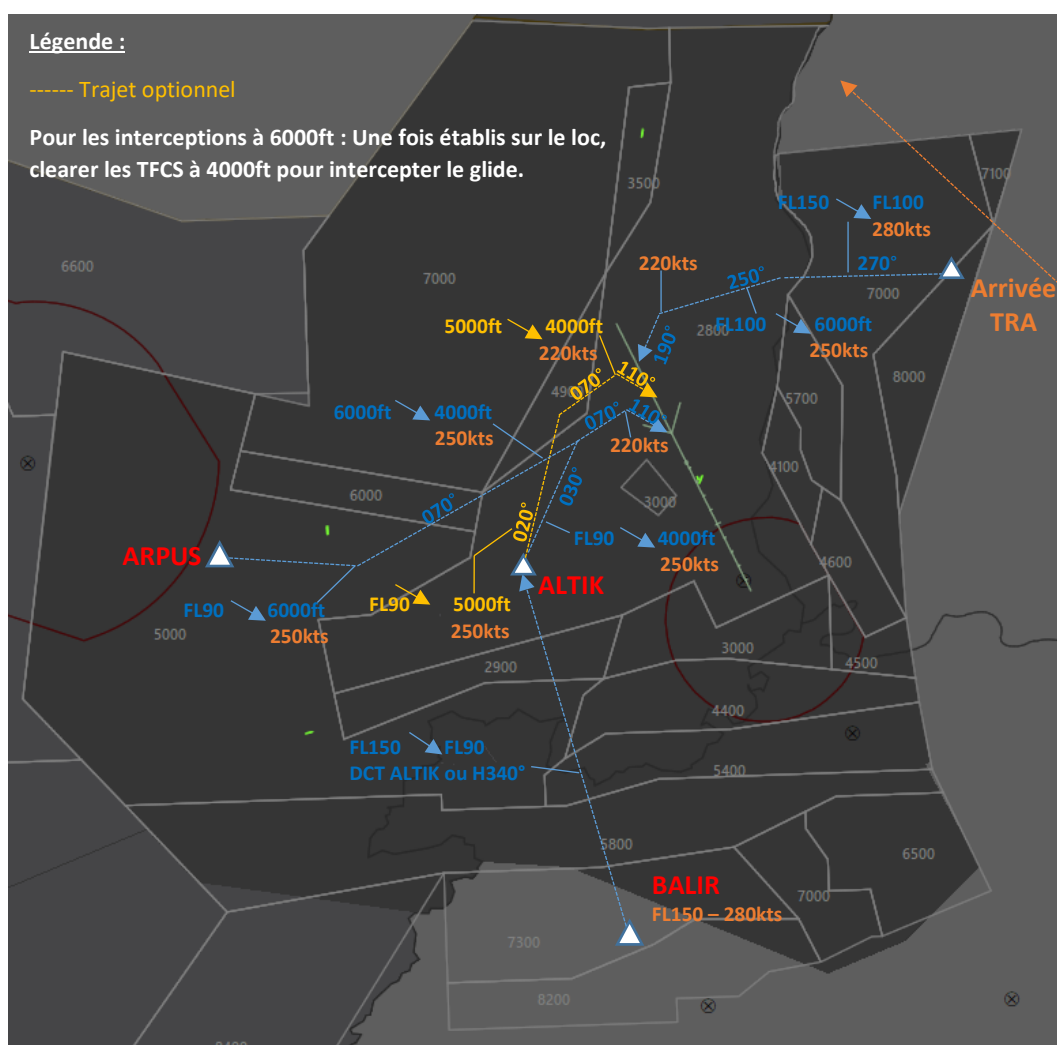 Légende :
------ Trajet optionnel
Pour les interceptions à 6000ft : Une fois établis sur le loc,
clearer les TFCS à 4000ft pour intercepter le glide.
3500
7100
FL150 FL100
280kts
6600
7000
220kts
250°
270°
7000
Arrivée
TRA
5000ft 4000ft
220kts
190°
2800
FL100 6000ft
250kts
070°
110°
8000
6000ft 4000ft
250kts
070°
110°
220kts
5700
030°
4100
6000
070°
3000
020°
FL90 4000ft
250kts
ARPUS
ALTIK
4600
FL90 6000ft
250kts
FL90 5000ft
250kts
5000
3000
2900
4500
4400
FL150 FL90
DCT ALTIK ou H340°
5400
5800
6500
BALIR
FL150 – 280kts
7000
7300
8200